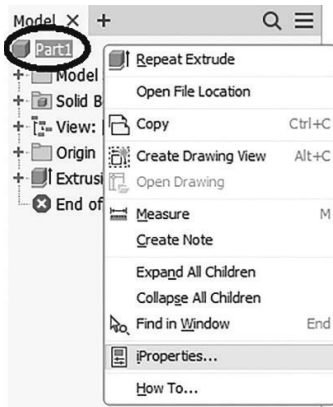 Model × +
Part1
Repeat Extrude
Model
Open File Location
Solid B
Copy Ctrl+C
View:
Origin
Create Drawing View Alt+C
Extrusi
Open Drawing
End of
Measure M
Create Note
Expand All Children
Collapse All Children
Find in Window End
iProperties...
How To...